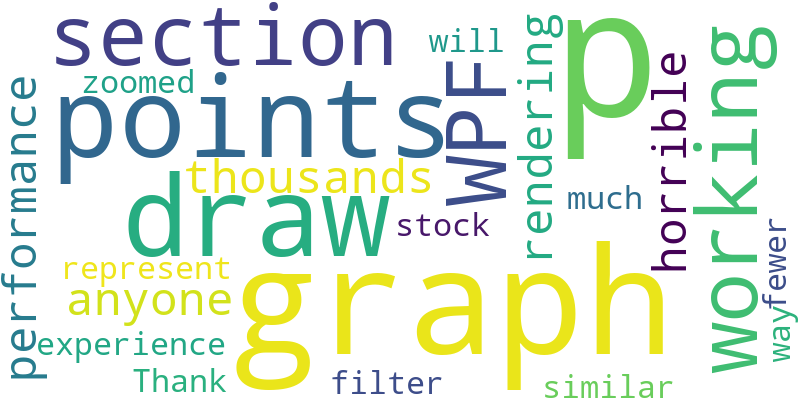 section
will
p
zoomed
points
WPF
rendering
horrible
working
performance
thousands
draw
much
stock
fewer
represent
anyone
graph
way
experience
Thank
filter
similar